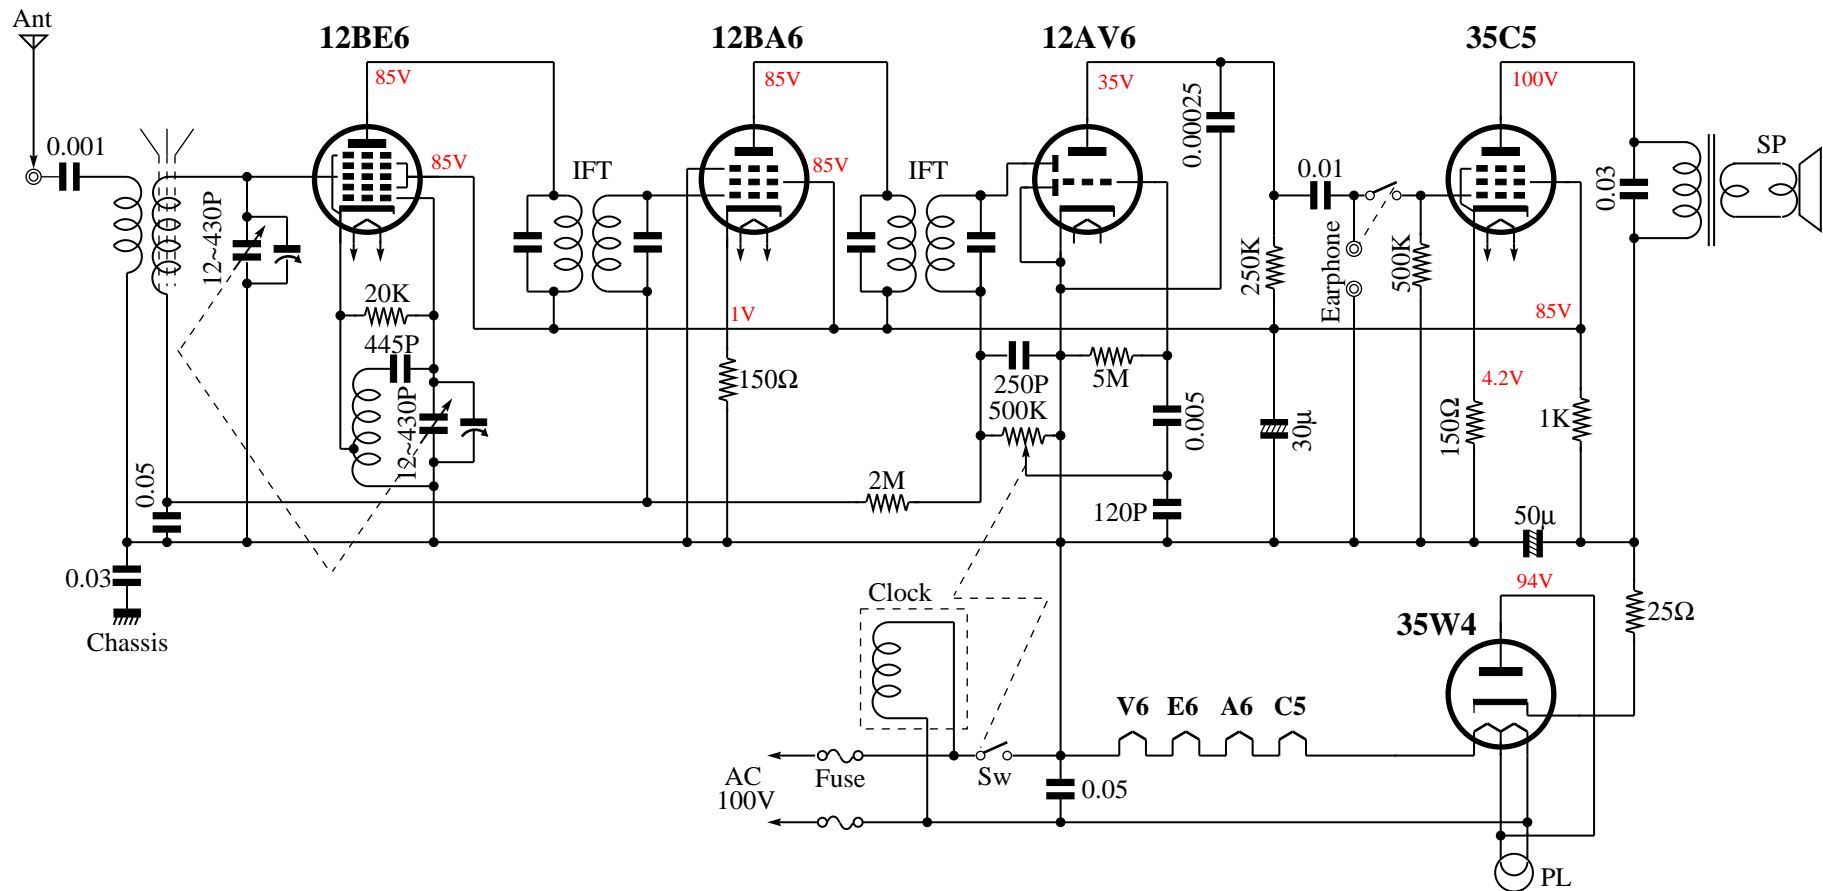 Ant
12BE6
12BA6
12AV6
35C5
85V
85V
35V
100V
0.001
85V
IFT
85V
IFT
0.00025
0.01
0.03
SP
12~430P
20K
445P
12~430P
1V
150Ω
250P
500K
5M
0.005
250K
Earphone
500K
85V
4.2V
30µ
150Ω
1K
0.05
2M
120P
50µ
0.03
Chassis
94V
25Ω
Clock
35W4
V6 E6 A6 C5
AC
100V
Fuse
Sw
0.05
PL